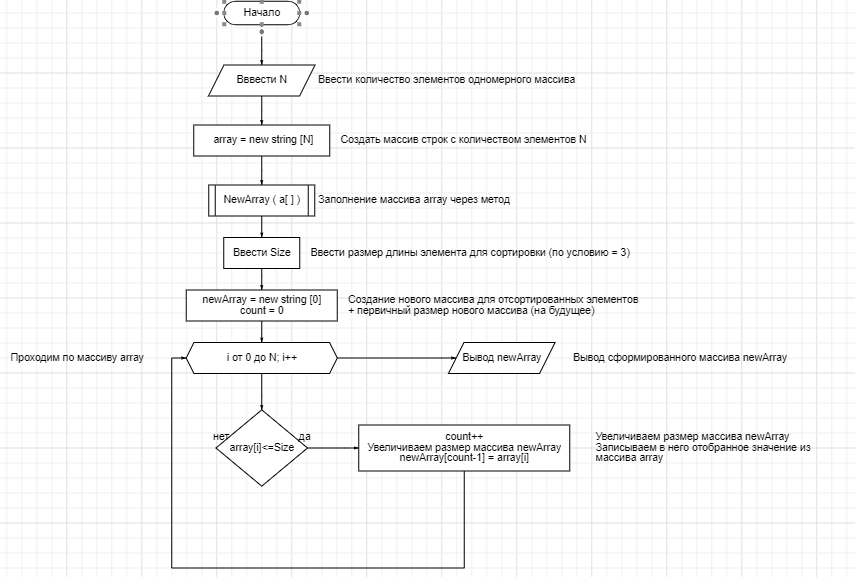 Начало
Вввести N
Ввести количество элементов одномерного массива
array = new string [N]
Создать массив строк с количеством элементов N
NewArray ( a[ ] )
Заполнение массива array через метод
Ввести Size
Ввести размер длины элемента для сортировки (по условию = 3)
newArray = new string [0]
count = 0
Создание нового массива для отсортированных элементов
+ первичный размер нового массива (на будущее)
Проходим по массиву array
i от 0 до N; i++
Вывод newArray
Вывод сформированного массива newArray
нет
да
array[i]<=Size
count++
Увеличиваем размер массива newArray
newArray[count-1] = array[i]
Увеличиваем размер массива newArray
Записываем в него отобранное значение из
массива array